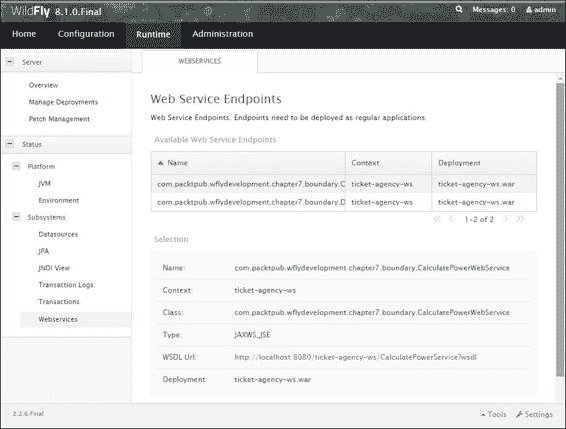 WildFly 8.1.0.Final
Messages: 0 admin
Home Configuration Runtime Administration
Server
Overview
Manage Deployments
Patch Management
Status
Platform
JVM
Environment
Subsystems
Datasources
JPA
JNDI View
Transaction Logs
Transactions
Webservices
WEBSERVICES
Web Service Endpoints
Web Service Endpoints. Endpoints need to be deployed as regular applications.
Available Web Service Endpoints
Name Context Deployment
com.packtpub.wflydevelopment.chapter7.boundary.C ticket-agency-ws ticket-agency-ws.war
com.packtpub.wflydevelopment.chapter7.boundary.D ticket-agency-ws ticket-agency-ws.war
1-2 of 2
Selection
Name: com.packtpub.wflydevelopment.chapter7.boundary.CalculatePowerWebService
Context: ticket-agency-ws
Class: com.packtpub.wflydevelopment.chapter7.boundary.CalculatePowerWebService
Type: JAXWS_JSE
WSDL Url: http://localhost:8080/ticket-agency-ws/CalculatePowerService?wsdl
Deployment: ticket-agency-ws.war
2.2.6.Final
Tools Settings